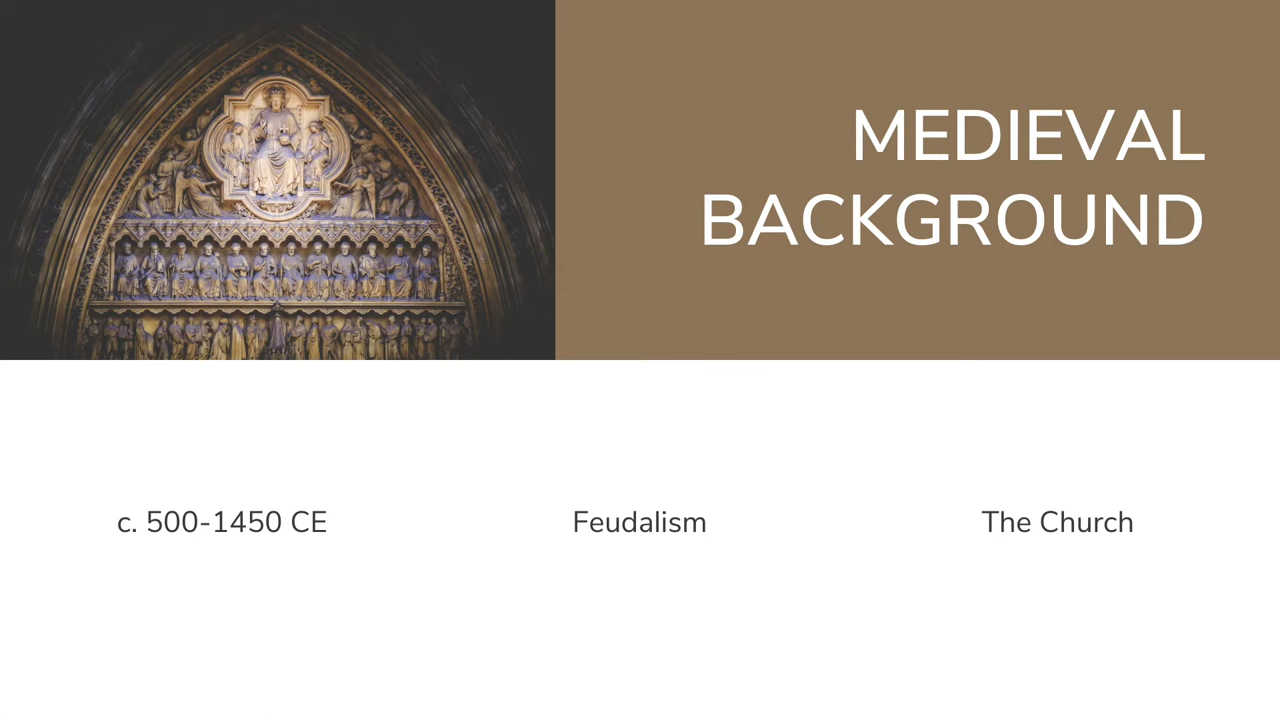 MEDIEVAL
BACKGROUND
c. 500-1450 CE
Feudalism
The Church